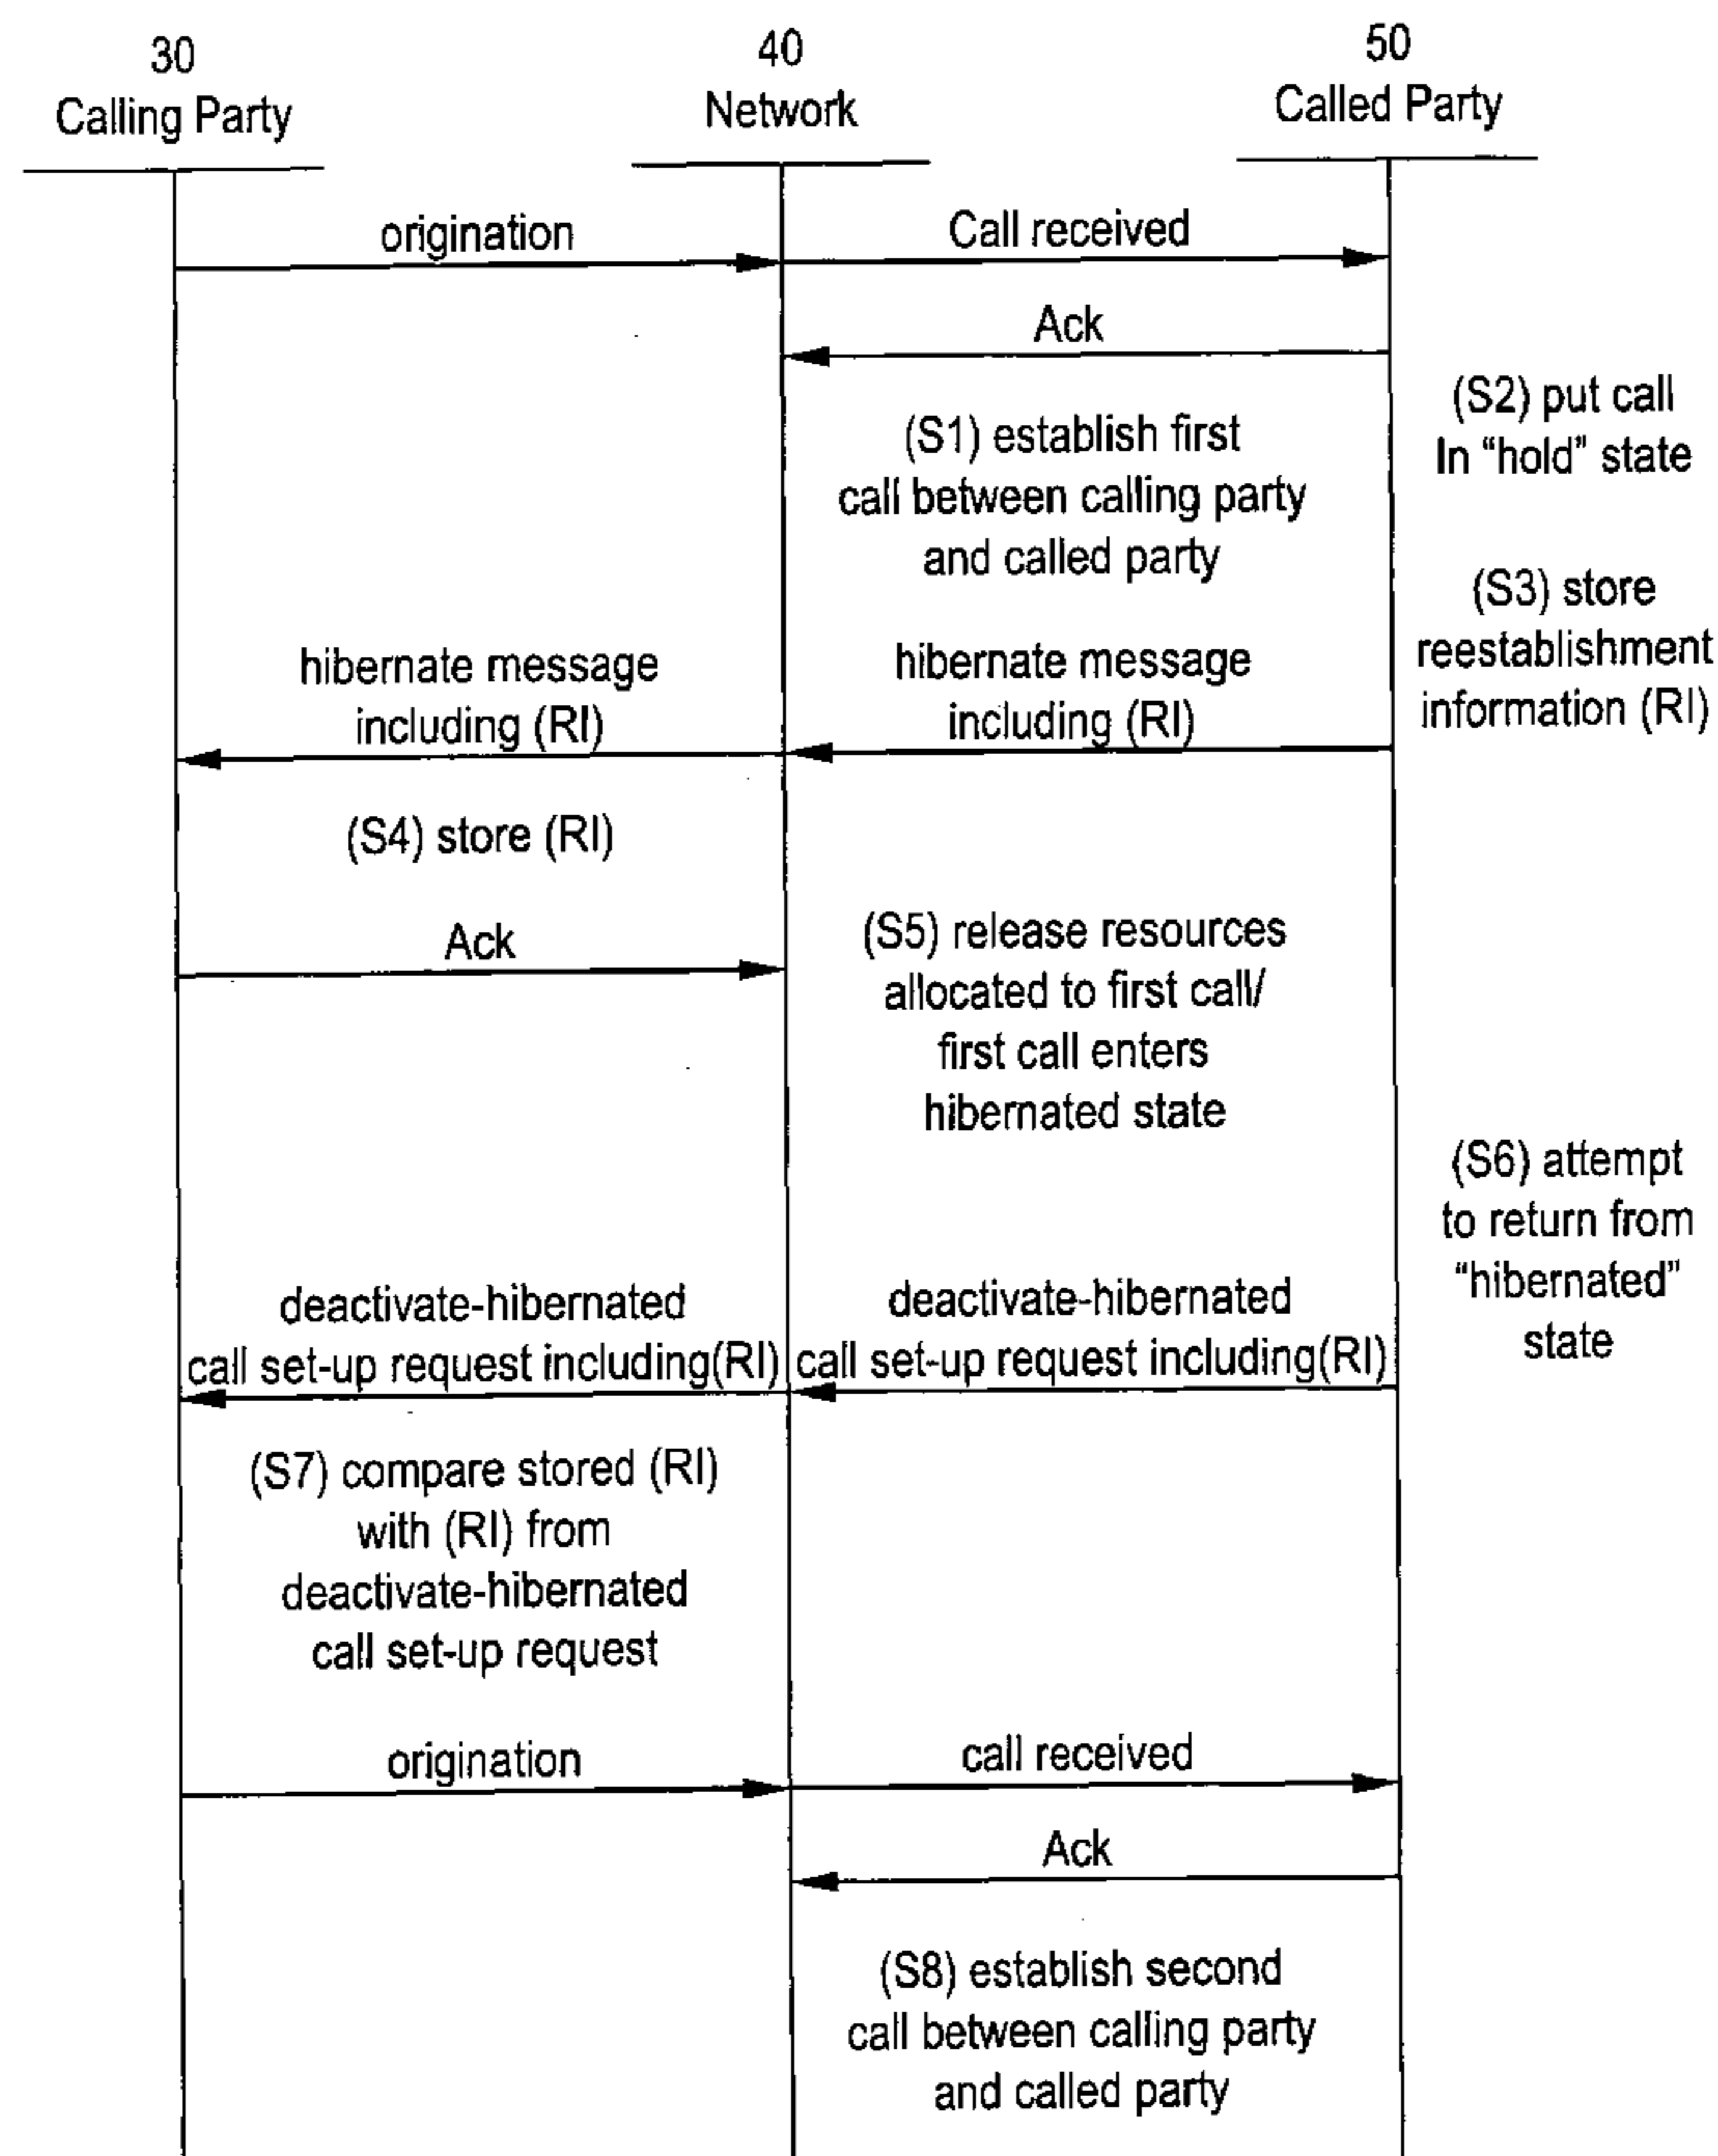 30
Calling Party
40
Network
50
Called Party
origination
Call received
Ack
(S2) put call
In “hold” state
(S1) establish first
call between calling party
and called party
(S3) store
reestablishment
information (RI)
hibernate message
including (RI)
hibernate message
including (RI)
(S4) store (RI)
Ack
(S5) release resources
allocated to first call/
first call enters
hibernated state
(S6) attempt
to return from
“hibernated”
state
deactivate-hibernated
call set-up request including(RI)
deactivate-hibernated
call set-up request including(RI)
(S7) compare stored (RI)
with (RI) from
deactivate-hibernated
call set-up request
origination
call received
Ack
(S8) establish second
call between calling party
and called party